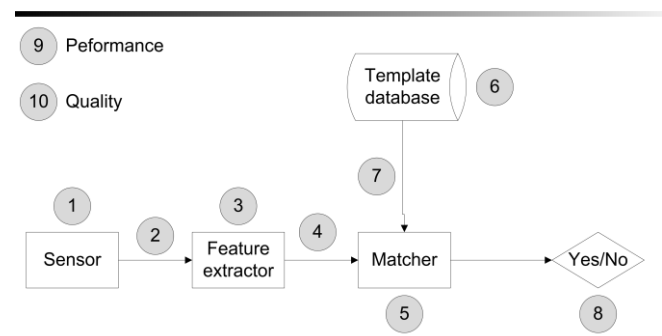 9 Peformance
10 Quality
Template
database
6
7
1
2
3
4
Sensor
Feature
extractor
Matcher
Yes/No
5
8